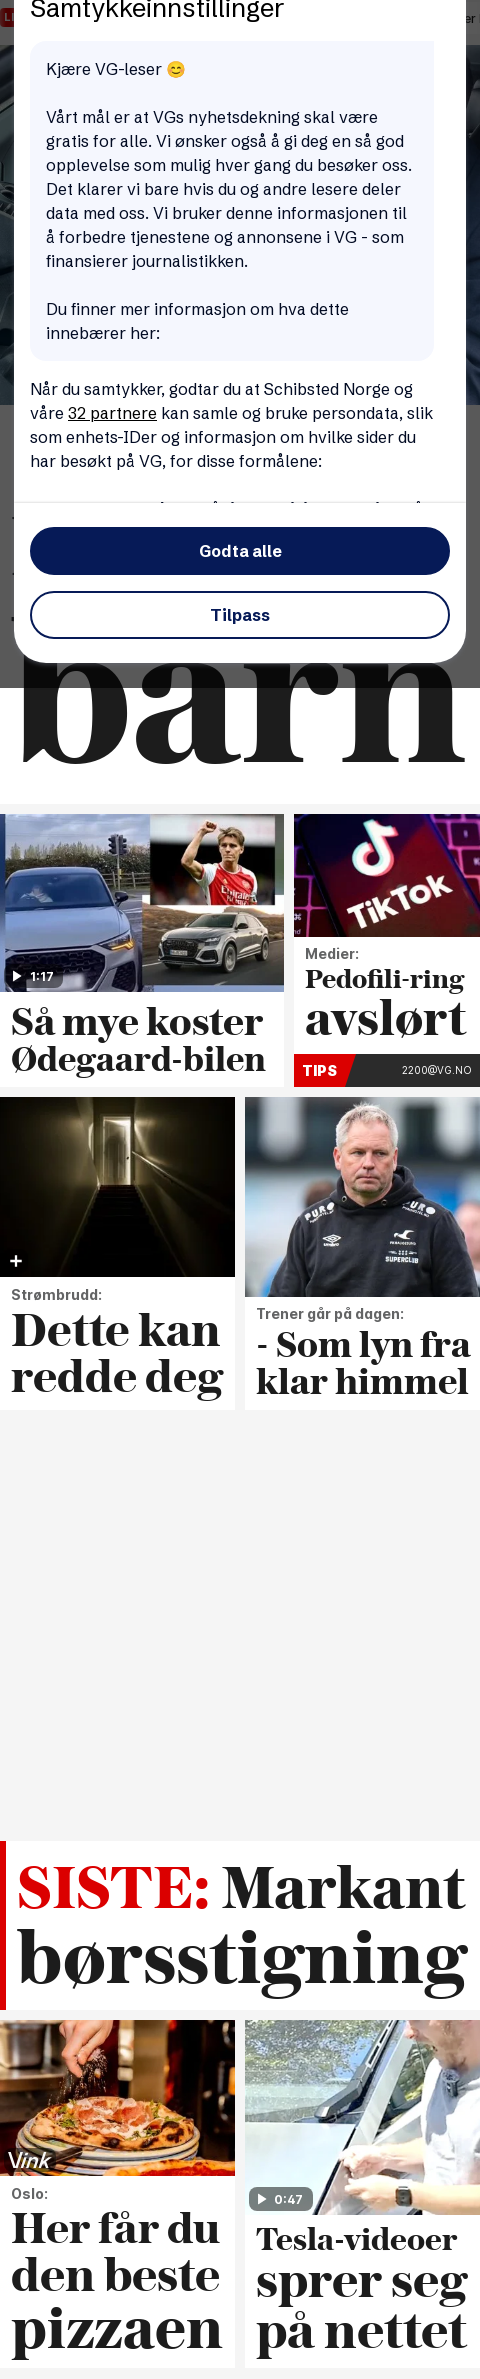 Samtykkeinnstillinger
Kjære VG-leser 😊
Vårt mål er at VGs nyhetsdekning skal være
gratis for alle. Vi ønsker også å gi deg en så god
opplevelse som mulig hver gang du besøker oss.
Det klarer vi bare hvis du og andre lesere deler
data med oss. Vi bruker denne informasjonen til
å forbedre tjenestene og annonsene i VG - som
finansierer journalistikken.
Du finner mer informasjon om hva dette
innebærer her:
Når du samtykker, godtar du at Schibsted Norge og
våre 32 partnere kan samle og bruke persondata, slik
som enhets-IDer og informasjon om hvilke sider du
har besøkt på VG, for disse formålene:
Godta alle
Tilpass
barn
1:17
Så mye koster
Ødegaard-bilen
TikTok
Medier:
Pedofili-ring
avslørt
TIPS
2200@VG.NO
Strømbrudd:
Dette kan
redde deg
PURO
SUPERCLUB
Trener går på dagen:
- Som lyn fra
klar himmel
SISTE: Markant
børsstigning
Vink
Oslo:
Her får du
den beste
pizzaen
0:47
Tesla-videoer
sprer seg
på nettet